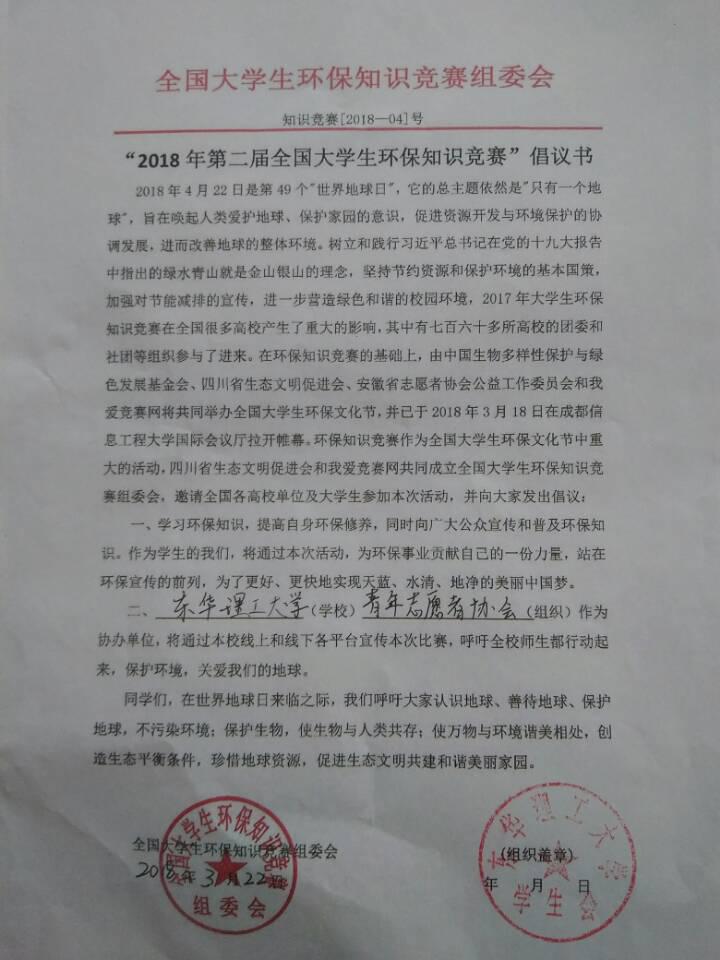 全国大学生环保知识竞赛组委会
知识竞赛[2018—04]号
“2018 年第二届全国大学生环保知识竞赛”倡议书
2018 年 4 月 22 日是第 49 个"世界地球日"，它的总主题依然是"只有一个地
球"，旨在唤起人类爱护地球、保护家园的意识，促进资源开发与环境保护的协
调发展，进而改善地球的整体环境。树立和践行习近平总书记在党的十九大报告
中指出的绿水青山就是金山银山的理念，坚持节约资源和保护环境的基本国策，
加强对节能减排的宣传，进一步营造绿色和谐的校园环境，2017 年大学生环保
知识竞赛在全国很多高校产生了重大的影响，其中有七百六十多所高校的团委和
社团等组织参与了进来。在环保知识竞赛的基础上，由中国生物多样性保护与绿
色发展基金会、四川省生态文明促进会、安徽省志愿者协会公益工作委员会和我
爱竞赛网将共同举办全国大学生环保文化节，并已于 2018 年 3 月 18 日在成都信
息工程大学国际会议厅拉开帷幕。环保知识竞赛作为全国大学生环保文化节中重
大的活动，四川省生态文明促进会和我爱竞赛网共同成立全国大学生环保知识竞
赛组委会，邀请全国各高校单位及大学生参加本次活动，并向大家发出倡议：
一、学习环保知识，提高自身环保修养，同时向广大公众宣传和普及环保知
识。作为学生的我们，将通过本次活动，为环保事业贡献自己的一份力量，站在
环保宣传的前列，为了更好、更快地实现天蓝、水清、地净的美丽中国梦。
二、东华理工大学(学校)青年志愿者协会(组织)作为
协办单位，将通过本校线上和线下各平台宣传本次比赛，呼吁全校师生都行动起
来，保护环境，关爱我们的地球。
同学们，在世界地球日来临之际，我们呼吁大家认识地球、善待地球、保护
地球，不污染环境；保护生物，使生物与人类共存；使万物与环境谐美相处，创
造生态平衡条件，珍惜地球资源，促进生态文明共建和谐美丽家园。
全国大学生环保知识竞赛组委会
2018年3月22日
全国大学生环保知识竞赛
组委会
(组织盖章)
年 月 日
东华理工大学
学生会